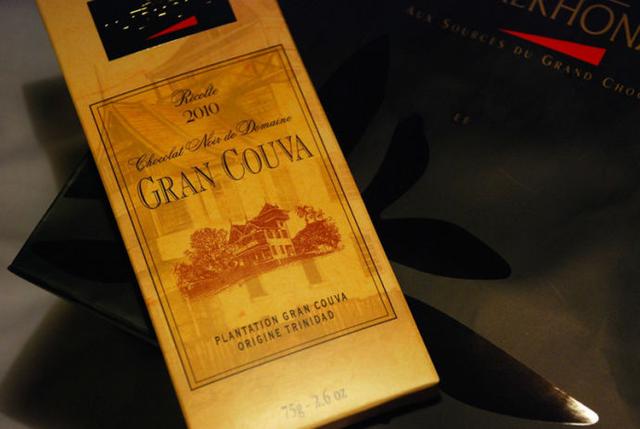 Récolte
2010
Chocolat Noir de Domaine
GRAN COUVA
PLANTATION GRAN COUVA
ORIGINE TRINIDAD
75g - 2.6 oz
AUX SOURCES DU GRAND CHO